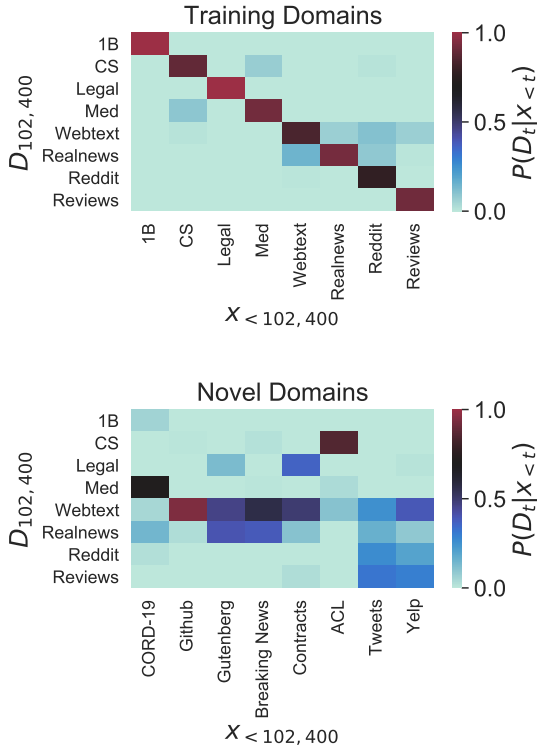 Training Domains
1B
CS
Legal
Med
Webtext
Realnews
Reddit
Reviews
D102,400
1B
CS
Legal
Med
Webtext
Realnews
Reddit
Reviews
x<102,400
1.0
0.5
0.0
P(Dt|x<t)
Novel Domains
1B
CS
Legal
Med
Webtext
Realnews
Reddit
Reviews
D102,400
CORD-19
Github
Gutenberg
Breaking News
Contracts
ACL
Tweets
Yelp
x<102,400
1.0
0.5
0.0
P(Dt|x<t)